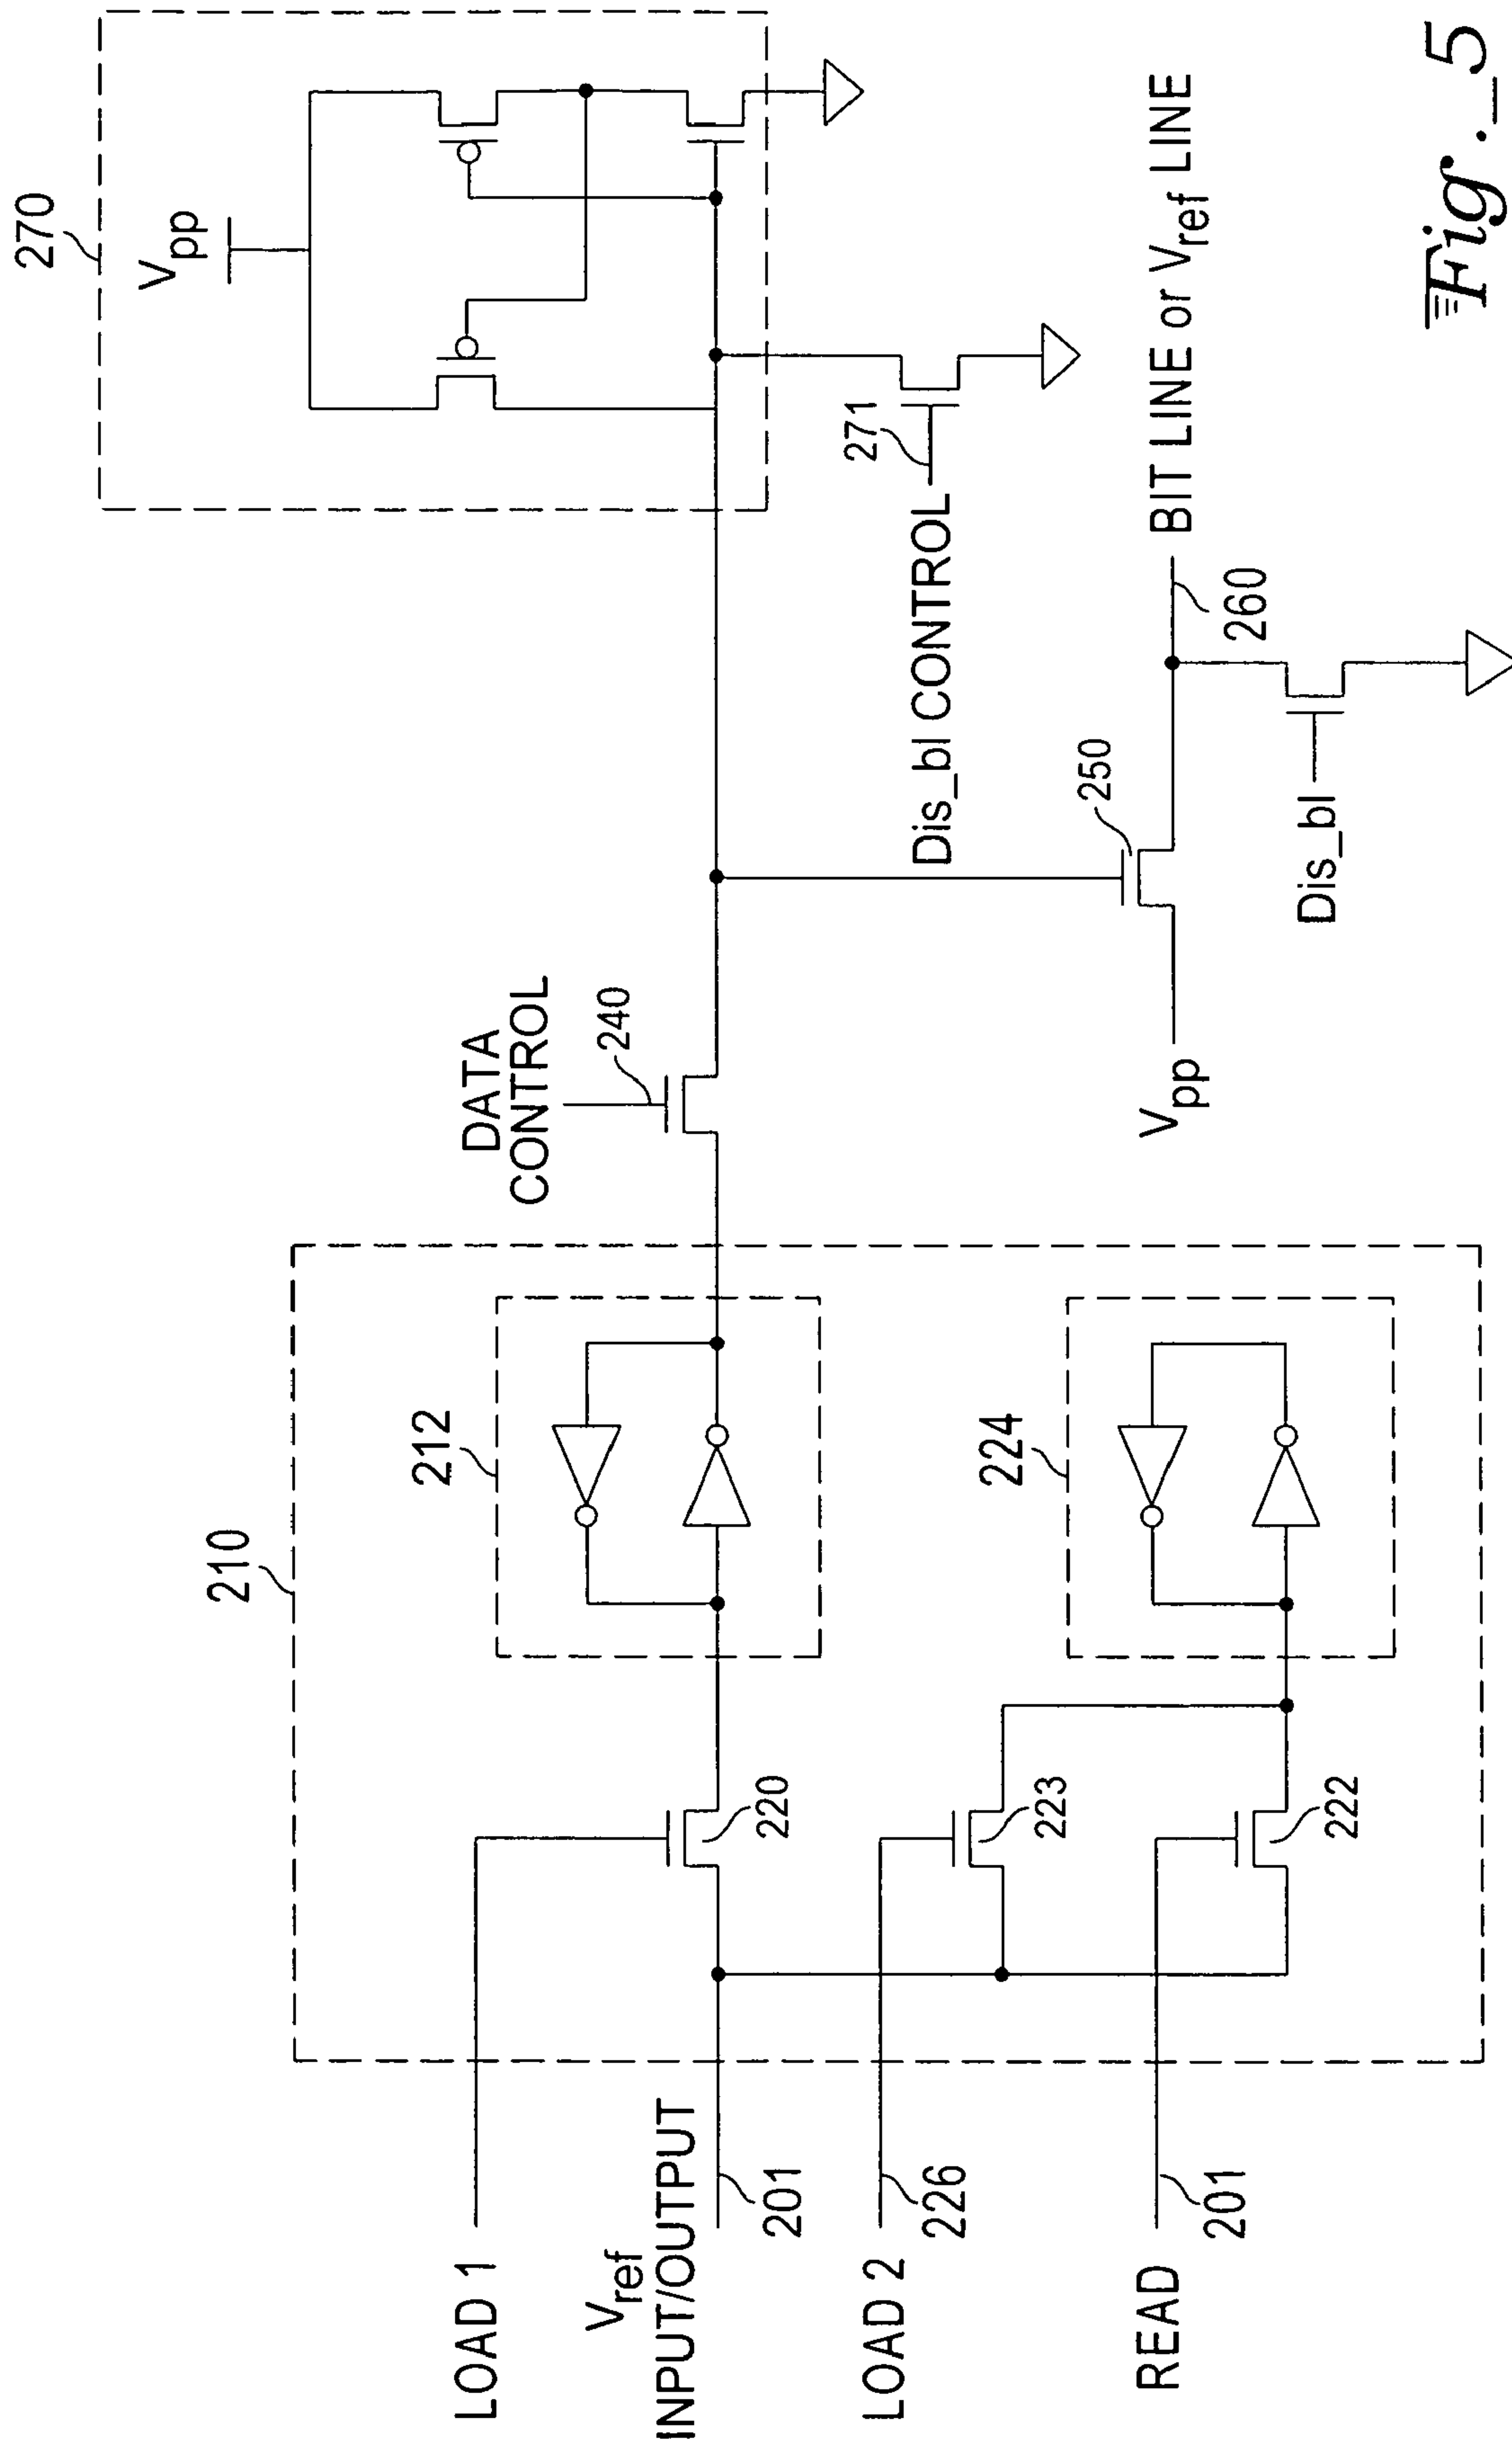 270
Vpp
210
212
DATA
CONTROL
240
LOAD 1
220
Vref
INPUT/OUTPUT
201
271
Dis_bl CONTROL
LOAD 2
226
223
224
250
BIT LINE or Vref LINE
260
Vpp
READ
201
222
Dis_bl
Fig._5